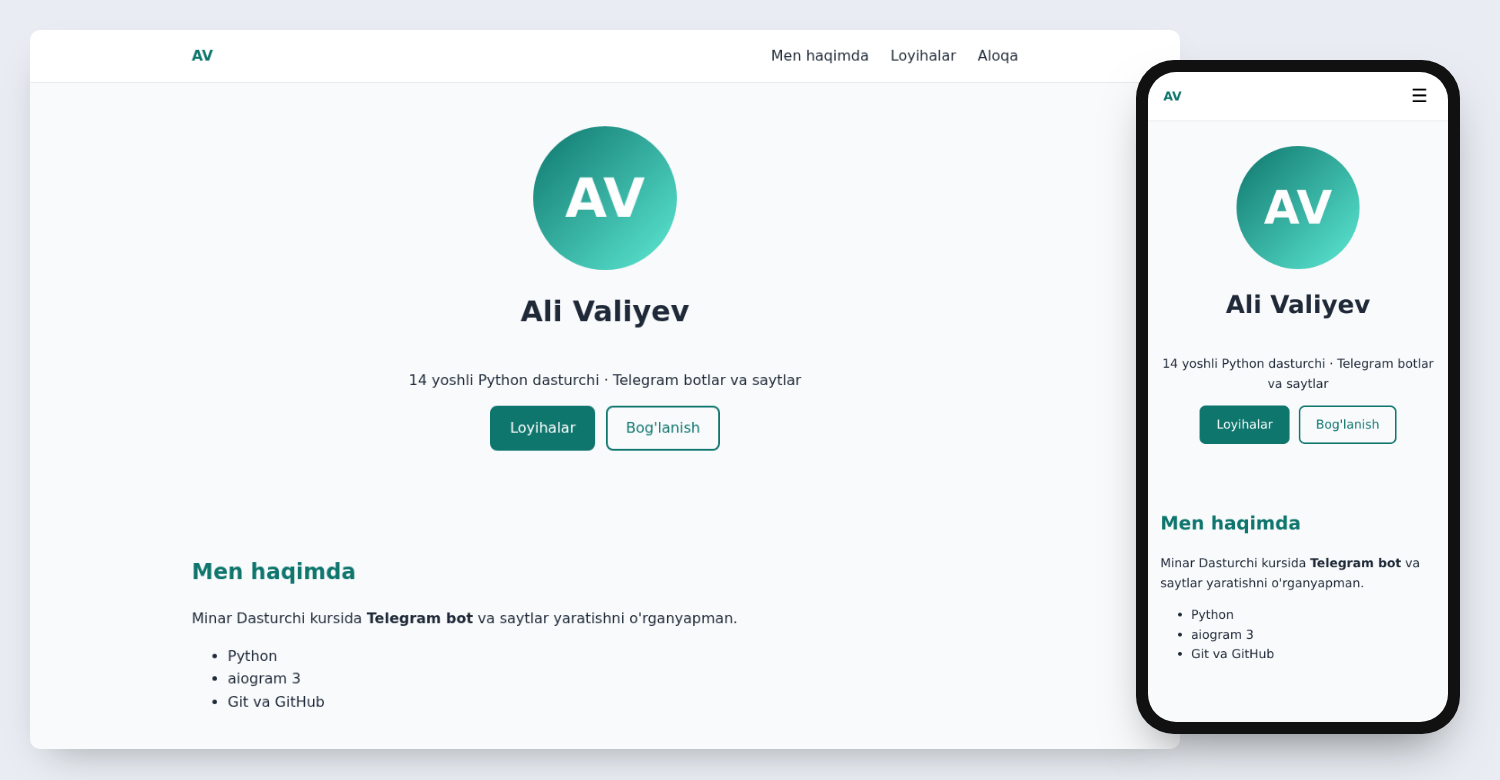 AV
Men haqimda Loyihalar Aloqa
AV
Ali Valiyev
14 yoshli Python dasturchi · Telegram botlar va saytlar
Loyihalar
Bog'lanish
Men haqimda
Minar Dasturchi kursida Telegram bot va saytlar yaratishni o'rganyapman.
• Python
• aiogram 3
• Git va GitHub
AV
☰
AV
Ali Valiyev
14 yoshli Python dasturchi · Telegram botlar
va saytlar
Loyihalar
Bog'lanish
Men haqimda
Minar Dasturchi kursida Telegram bot va
saytlar yaratishni o'rganyapman.
• Python
• aiogram 3
• Git va GitHub